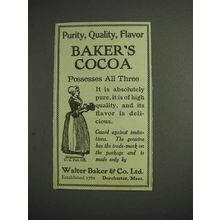 Purity, Quality, Flavor
BAKER'S
COCOA
Possesses All Three
It is absolutely
pure, it is of high
quality, and its
flavor is deli-
cious.
Guard against imita-
tions. The genuine
has the trade-mark on
the package and is
made only by
Walter Baker & Co. Ltd.
Established 1780
Dorchester, Mass.